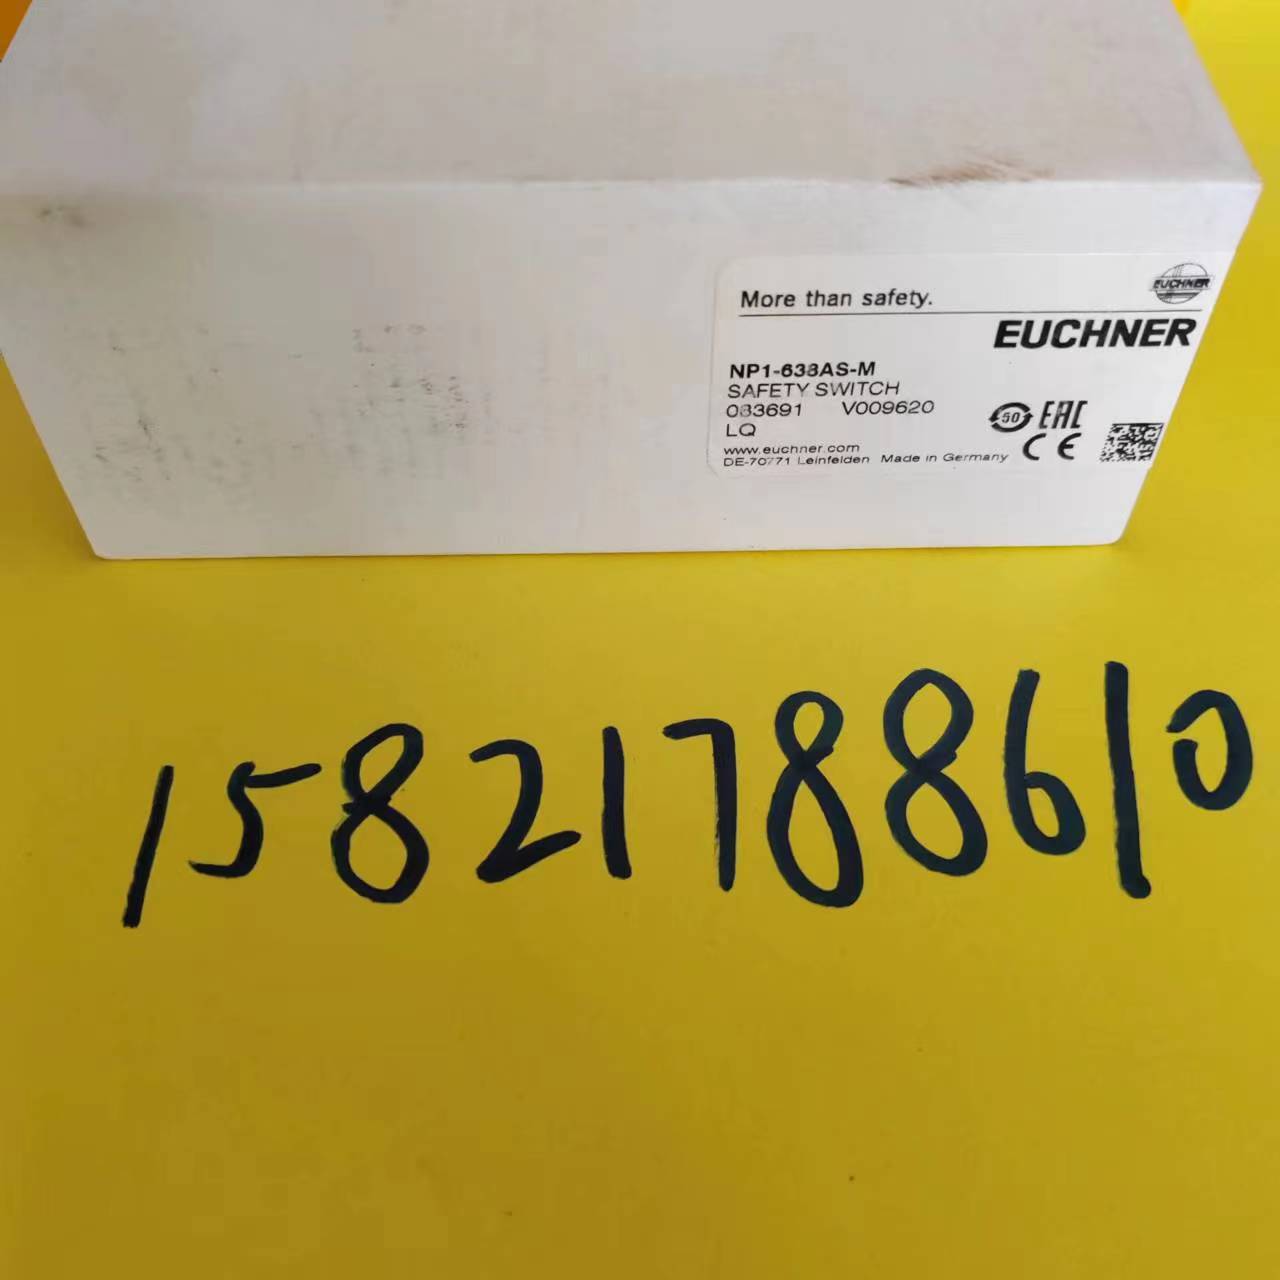 EUCHNER
More than safety.
EUCHNER
NP1-638AS-M
SAFETY SWITCH
083691 V009620
LQ
50 EAC
CE
www.euchner.com
DE-70771 Leinfelden Made in Germany
15821788610